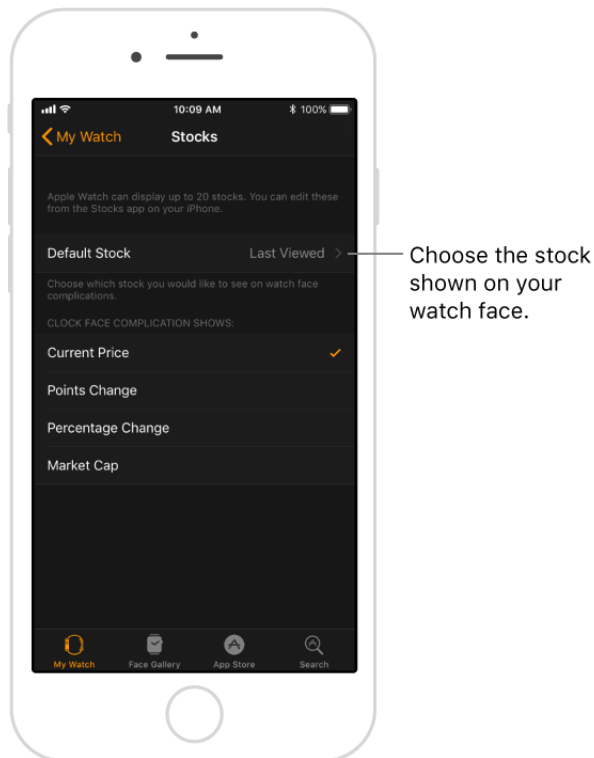 10:09 AM
100%
My Watch
Stocks
Apple Watch can display up to 20 stocks. You can edit these
from the Stocks app on your iPhone.
Default Stock
Last Viewed
Choose the stock
shown on your
watch face.
Choose which stock you would like to see on watch face
complications.
CLOCK FACE COMPLICATION SHOWS:
Current Price
Points Change
Percentage Change
Market Cap
My Watch
Face Gallery
App Store
Search